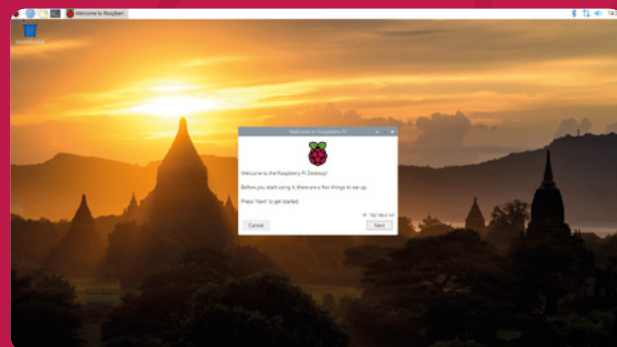 Welcome to Raspber...
Welcome to Raspberry Pi
Welcome to the Raspberry Pi Desktop!
Before you start using it, there are a few things to set up.
Press 'Next' to get started.
Cancel
Next